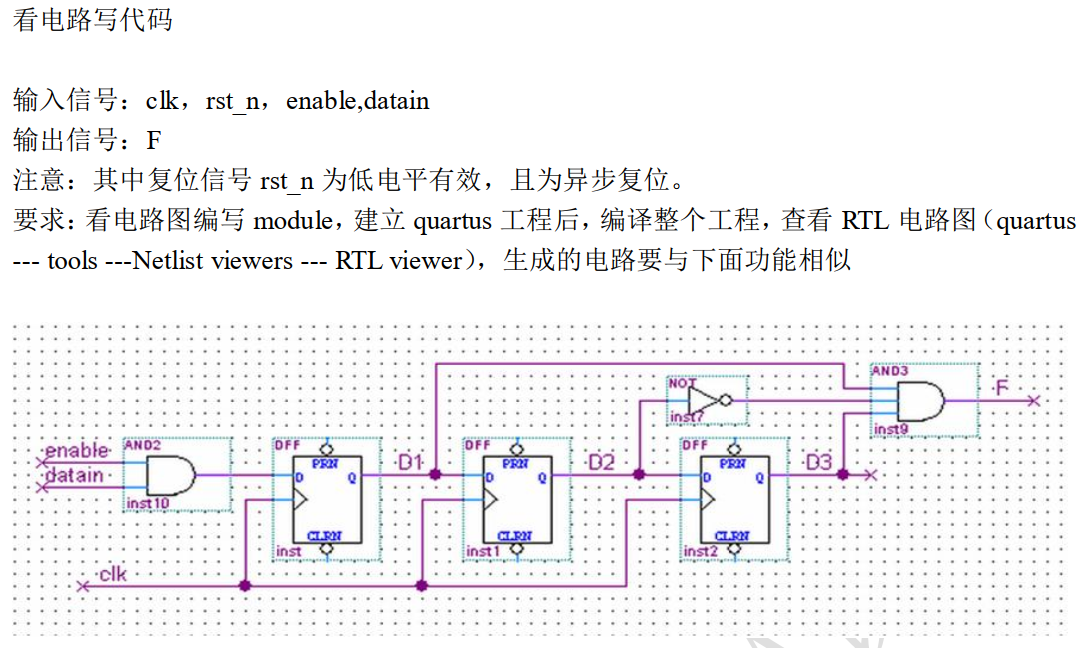 看电路写代码
输入信号：clk，rst_n，enable,datain
输出信号：F
注意：其中复位信号 rst_n 为低电平有效，且为异步复位。
要求：看电路图编写 module，建立 quartus 工程后，编译整个工程，查看 RTL 电路图（quartus
--- tools ---Netlist viewers --- RTL viewer），生成的电路要与下面功能相似
AND3
F
inst9
NOT
inst7
enable
datain
AND2
inst10
DFF
PRN
D
Q
CLRN
inst
D1
DFF
PRN
D
Q
CLRN
inst1
D2
DFF
PRN
D
Q
CLRN
inst2
D3
clk